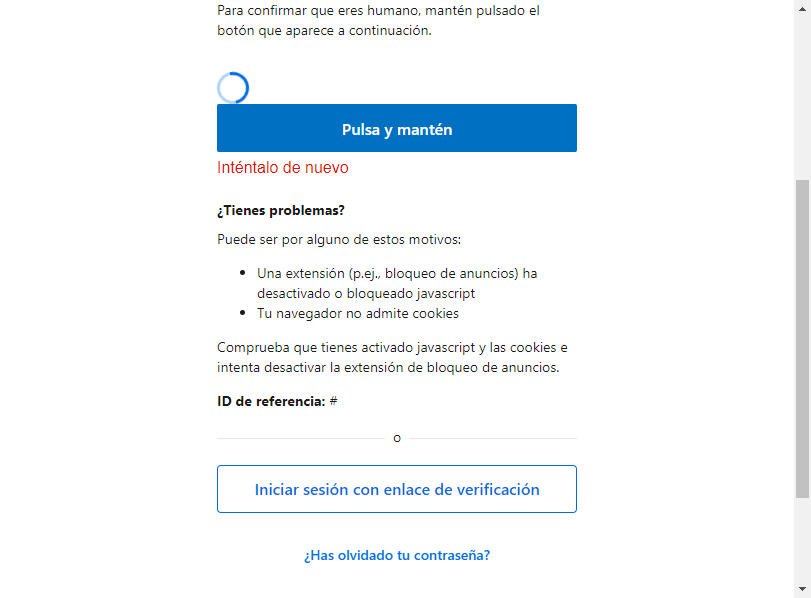 Para confirmar que eres humano, mantén pulsado el
botón que aparece a continuación.
Pulsa y mantén
Inténtalo de nuevo
¿Tienes problemas?
Puede ser por alguno de estos motivos:
Una extensión (p.ej., bloqueo de anuncios) ha
desactivado o bloqueado javascript
Tu navegador no admite cookies
Comprueba que tienes activado javascript y las cookies e
intenta desactivar la extensión de bloqueo de anuncios.
ID de referencia: #
o
Iniciar sesión con enlace de verificación
¿Has olvidado tu contraseña?